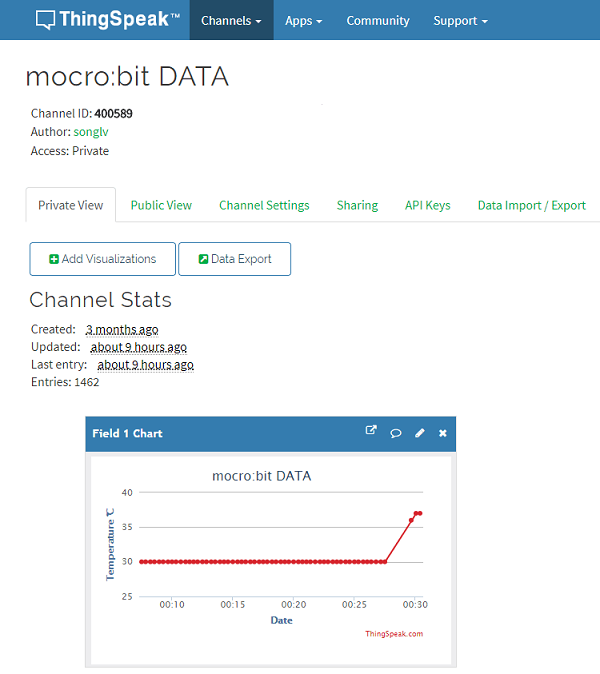 ThingSpeak™ Channels Apps Community Support
mocro:bit DATA
Channel ID: 400589
Author: songlv
Access: Private
Private View Public View Channel Settings Sharing API Keys Data Import / Export
Add Visualizations Data Export
Channel Stats
Created: 3 months ago
Updated: about 9 hours ago
Last entry: about 9 hours ago
Entries: 1462
Field 1 Chart
mocro:bit DATA
Temperature ℃
40
35
30
25
00:10 00:15 00:20 00:25 00:30
Date
ThingSpeak.com